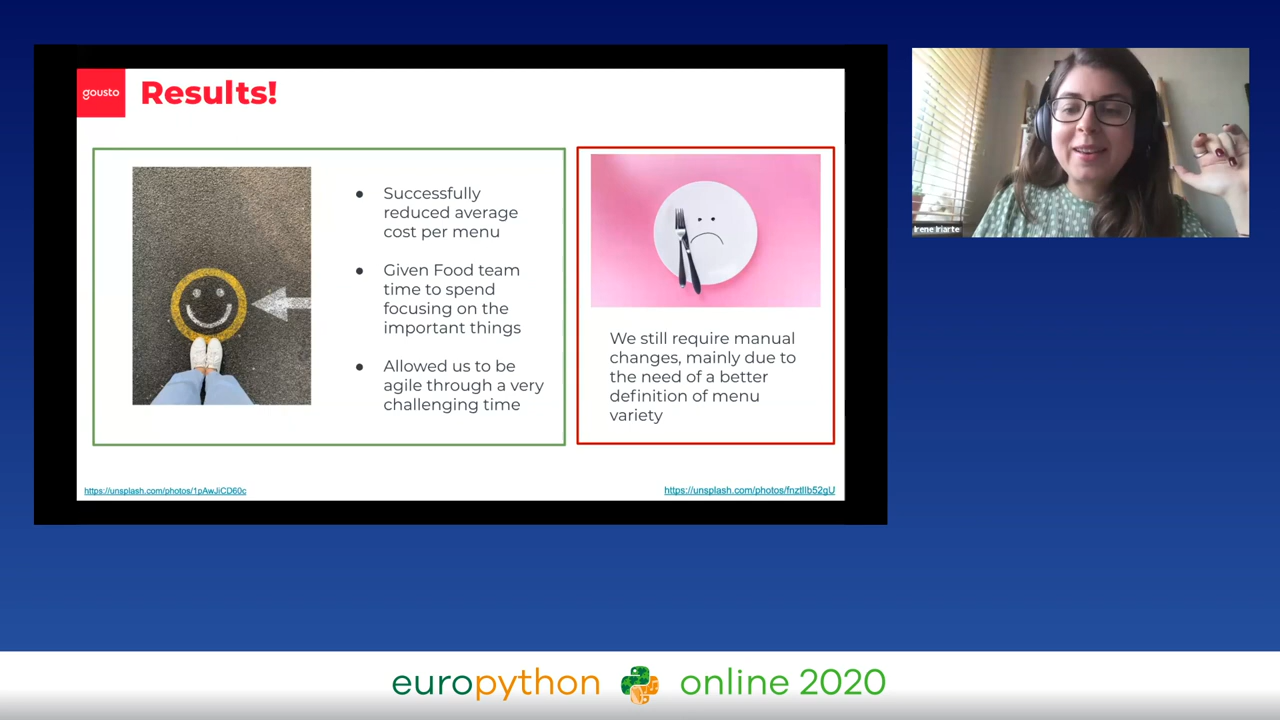 gousto
Results!
● Successfully
reduced average
cost per menu
● Given Food team
time to spend
focusing on the
important things
● Allowed us to be
agile through a very
challenging time
We still require manual
changes, mainly due to
the need of a better
definition of menu
variety
https://unsplash.com/photos/1pAwJiCD60c
https://unsplash.com/photos/fnztlIb52gU
Irene Iriarte
europython online 2020